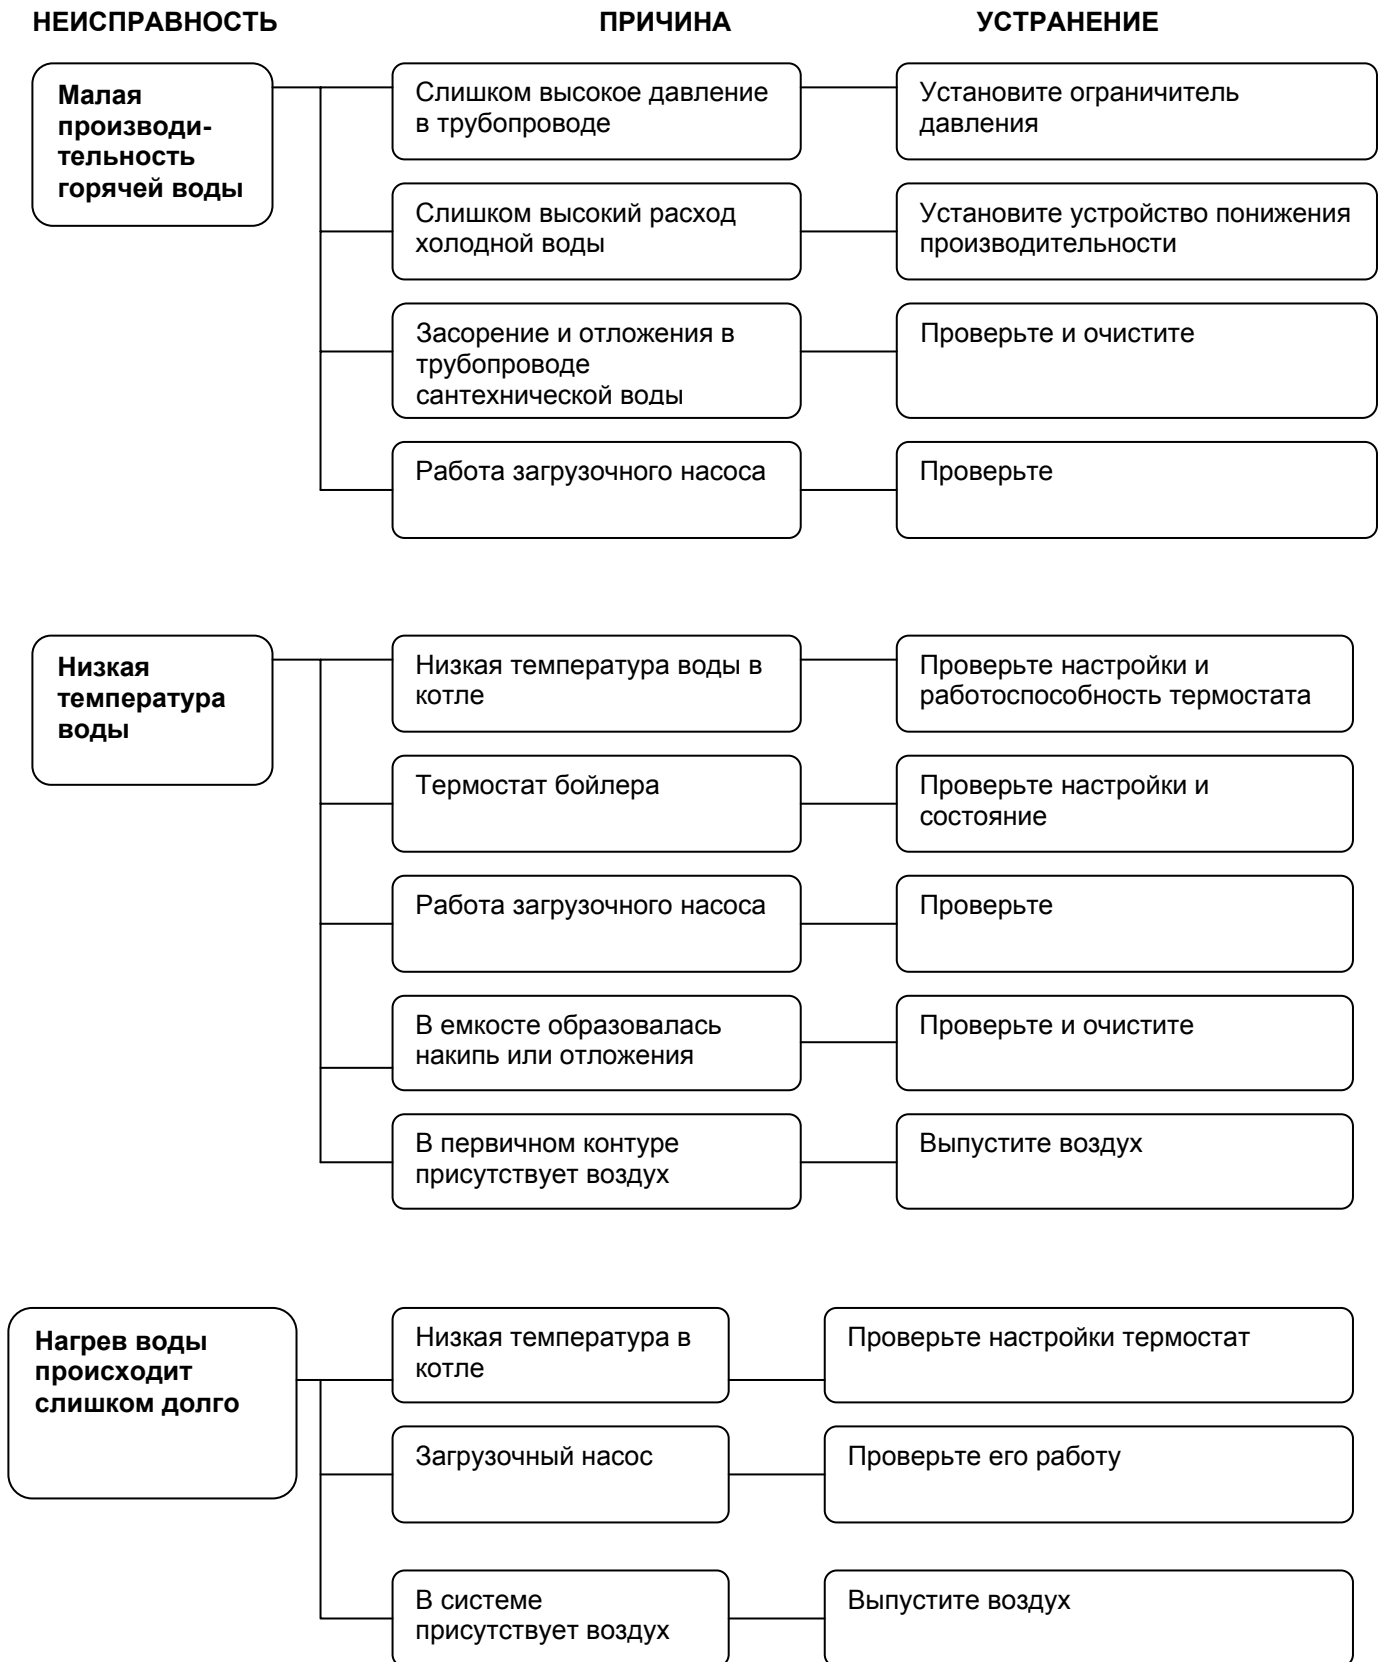 НЕИСПРАВНОСТЬ ПРИЧИНА УСТРАНЕНИЕ
Малая
производи-
тельность
горячей воды
Слишком высокое давление
в трубопроводе
Установите ограничитель
давления
Слишком высокий расход
холодной воды
Установите устройство понижения
производительности
Засорение и отложения в
трубопроводе
сантехнической воды
Проверьте и очистите
Работа загрузочного насоса
Проверьте
Низкая
температура
воды
Низкая температура воды в
котле
Проверьте настройки и
работоспособность термостата
Термостат бойлера
Проверьте настройки и
состояние
Работа загрузочного насоса
Проверьте
В емкосте образовалась
накипь или отложения
Проверьте и очистите
В первичном контуре
присутствует воздух
Выпустите воздух
Нагрев воды
происходит
слишком долго
Низкая температура в
котле
Проверьте настройки термостат
Загрузочный насос
Проверьте его работу
В системе
присутствует воздух
Выпустите воздух